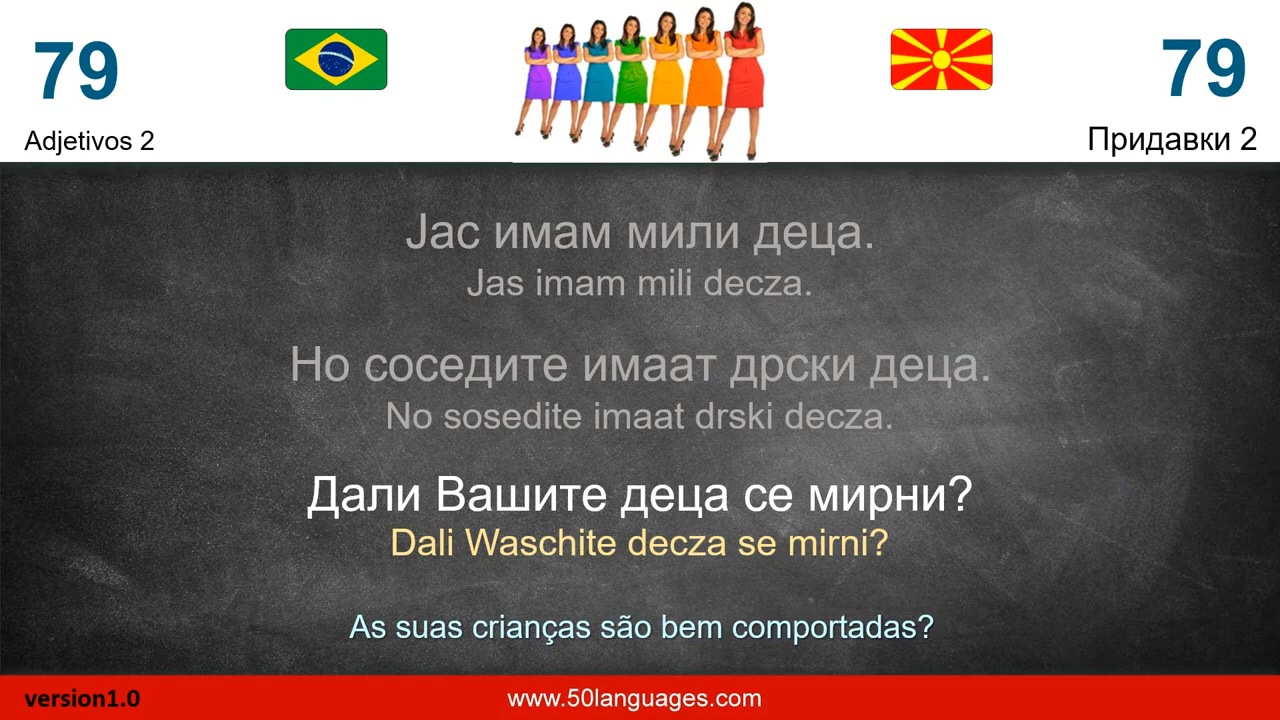 79
Adjetivos 2
79
Придавки 2
Јас имам мили деца.
Jas imam mili decza.
Но соседите имаат дрски деца.
No sosedite imaat drski decza.
Дали Вашите деца се мирни?
Dali Waschite decza se mirni?
As suas crianças são bem comportadas?
version1.0
www.50languages.com